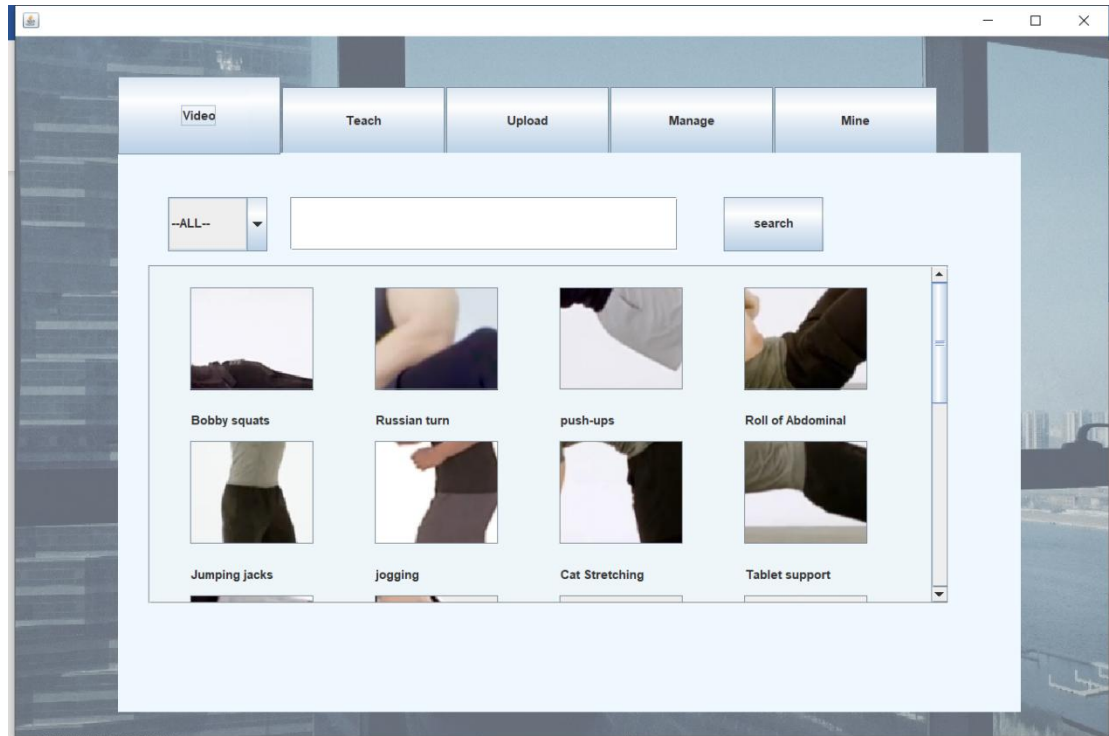 Video
Teach
Upload
Manage
Mine
--ALL--
search
Bobby squats
Russian turn
push-ups
Roll of Abdominal
Jumping jacks
jogging
Cat Stretching
Tablet support